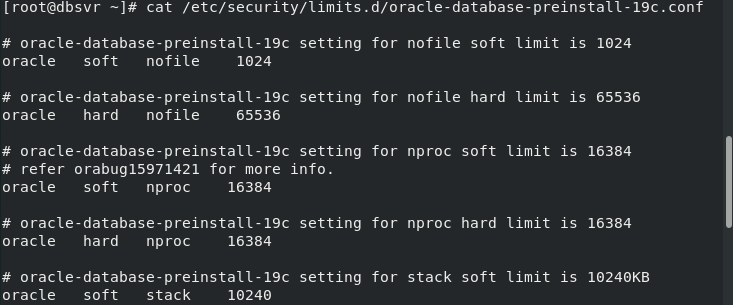 [root@dbsvr ~]# cat /etc/security/limits.d/oracle-database-preinstall-19c.conf
# oracle-database-preinstall-19c setting for nofile soft limit is 1024
oracle   soft   nofile    1024
# oracle-database-preinstall-19c setting for nofile hard limit is 65536
oracle   hard   nofile    65536
# oracle-database-preinstall-19c setting for nproc soft limit is 16384
# refer orabug15971421 for more info.
oracle   soft   nproc    16384
# oracle-database-preinstall-19c setting for nproc hard limit is 16384
oracle   hard   nproc    16384
# oracle-database-preinstall-19c setting for stack soft limit is 10240KB
oracle   soft   stack    10240